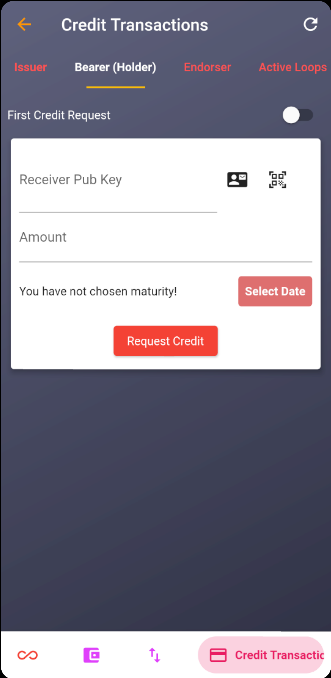 Credit Transactions
Issuer Bearer (Holder) Endorser Active Loops
First Credit Request
Receiver Pub Key
Amount
You have not chosen maturity! Select Date
Request Credit
Credit Transactio